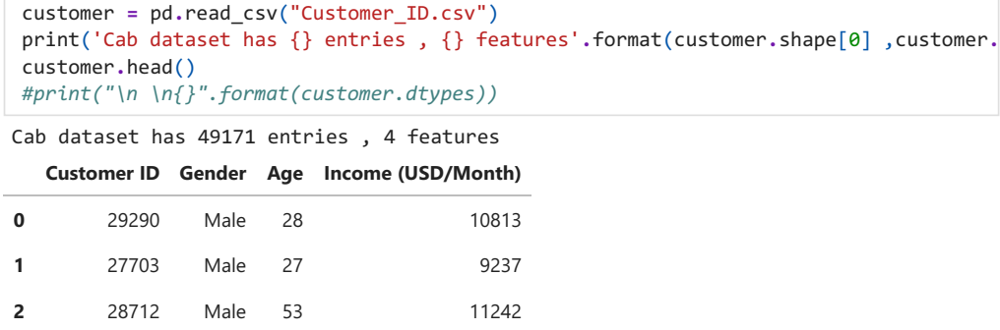 customer = pd.read_csv("Customer_ID.csv")
print('Cab dataset has {} entries , {} features'.format(customer.shape[0] ,customer.
customer.head()
#print("\n \n{}".format(customer.dtypes))
Cab dataset has 49171 entries , 4 features
Customer ID Gender Age Income (USD/Month)
0 29290 Male 28 10813
1 27703 Male 27 9237
2 28712 Male 53 11242